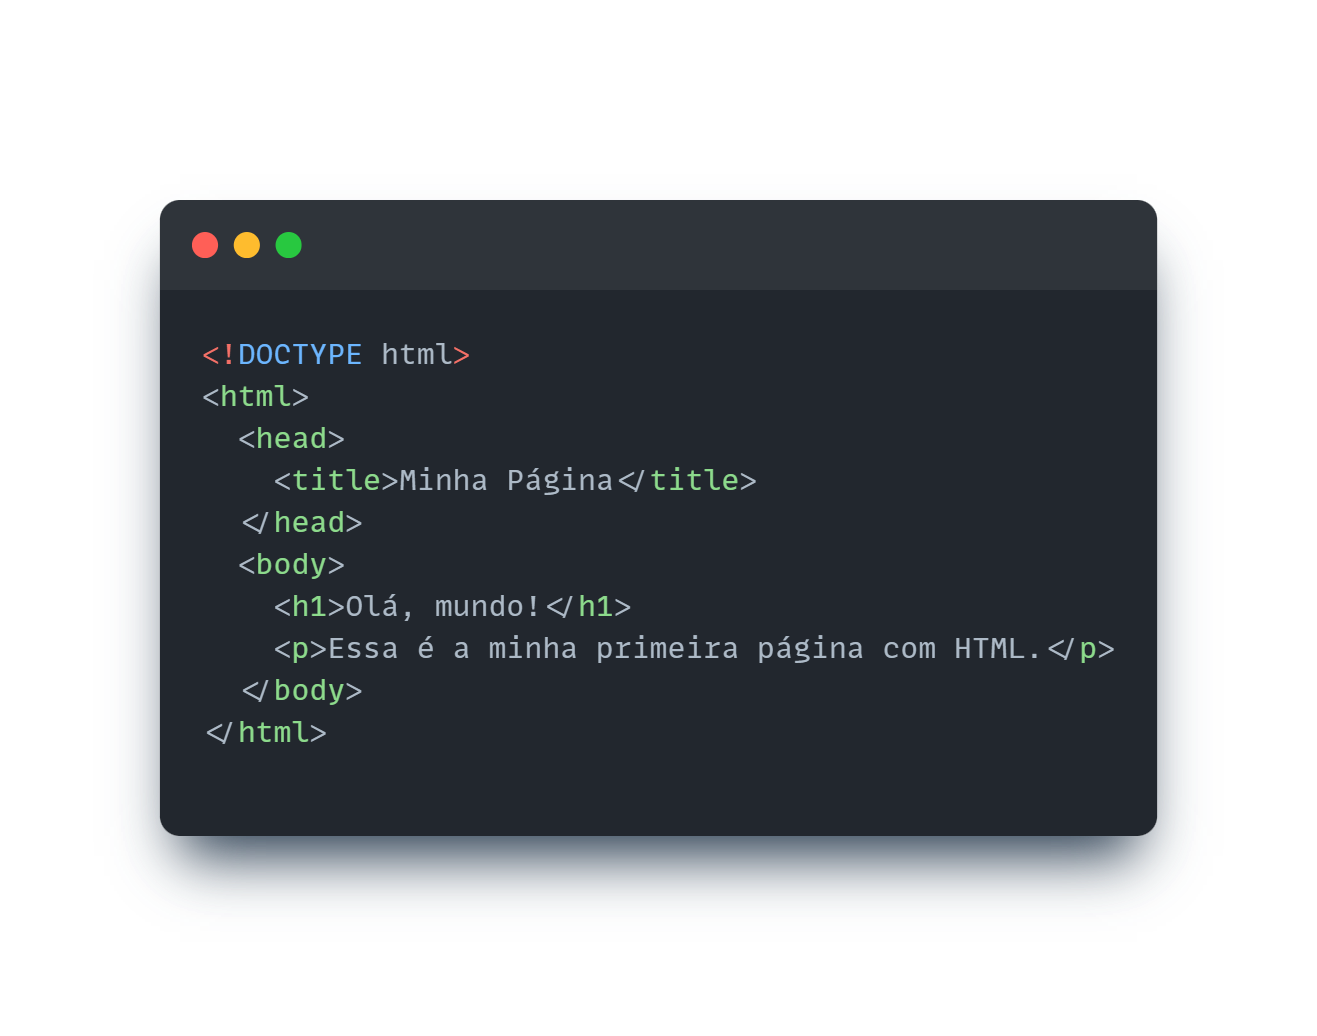 <!DOCTYPE html>
<html>
  <head>
    <title>Minha Página</title>
  </head>
  <body>
    <h1>Olá, mundo!</h1>
    <p>Essa é a minha primeira página com HTML.</p>
  </body>
</html>